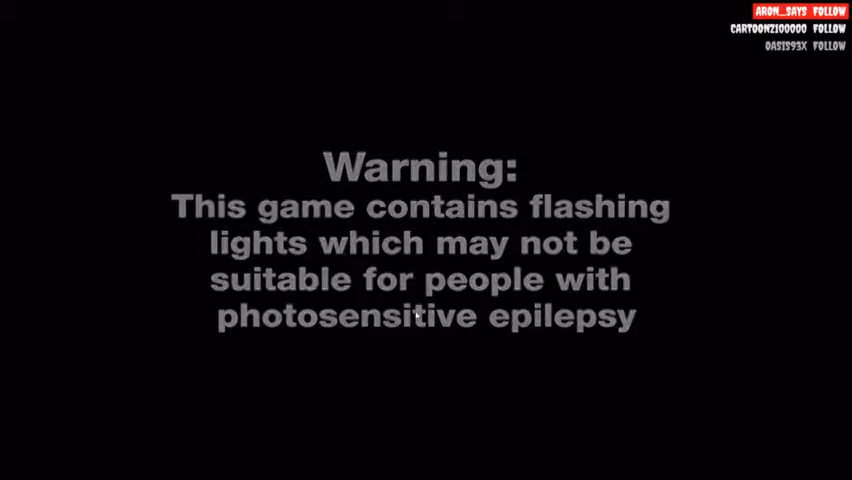 ARON_SAYS FOLLOW
CARTOONZ100000 FOLLOW
OASIS93X FOLLOW
Warning:
This game contains flashing
lights which may not be
suitable for people with
photosensitive epilepsy